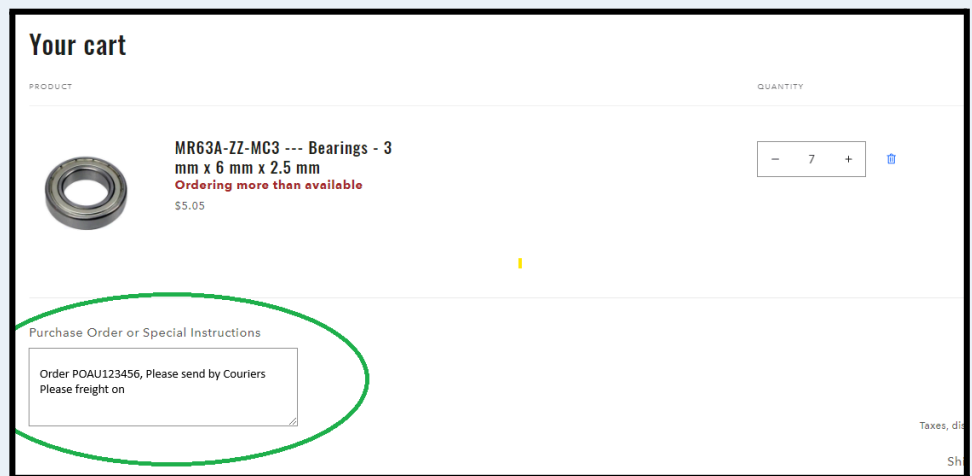 Your cart
PRODUCT
QUANTITY
MR63A-ZZ-MC3 --- Bearings - 3
mm x 6 mm x 2.5 mm
Ordering more than available
$5.05
− 7 +
Purchase Order or Special Instructions
Order POAU123456, Please send by Couriers
Please freight on
Taxes,